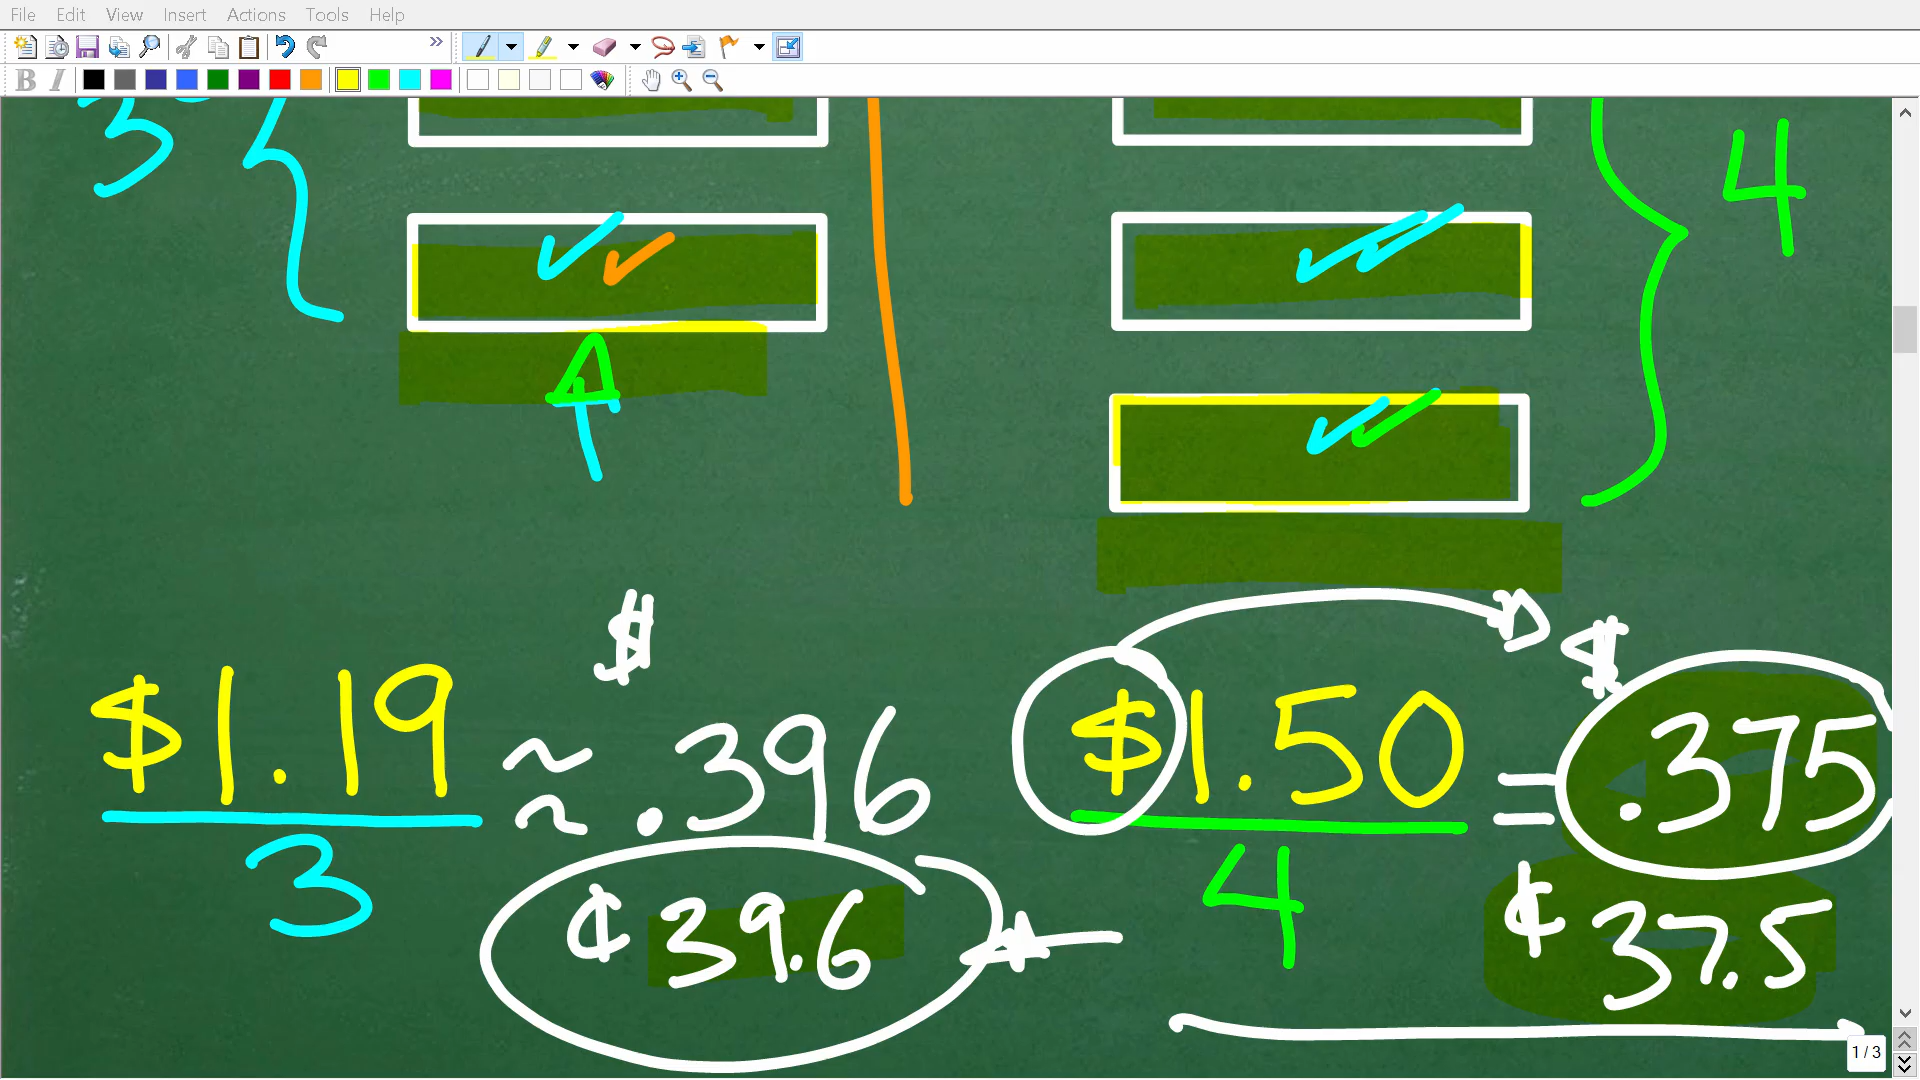 File Edit View Insert Actions Tools Help
B I
3
4
$
$1.19 ≈ .396
3
¢ 39.6
$
$1.50 = .375
4
¢ 37.5
1 / 3